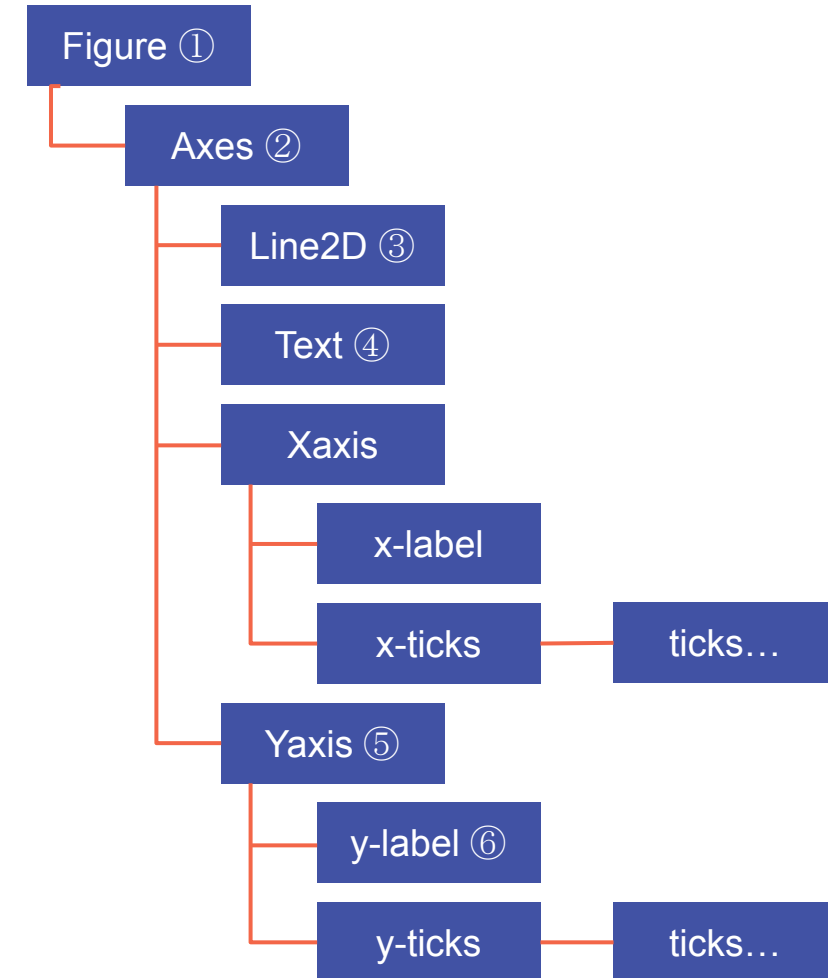 Figure ①
Axes ②
Line2D ③
Text ④
Xaxis
x-label
x-ticks
ticks…
Yaxis ⑤
y-label ⑥
y-ticks
ticks…